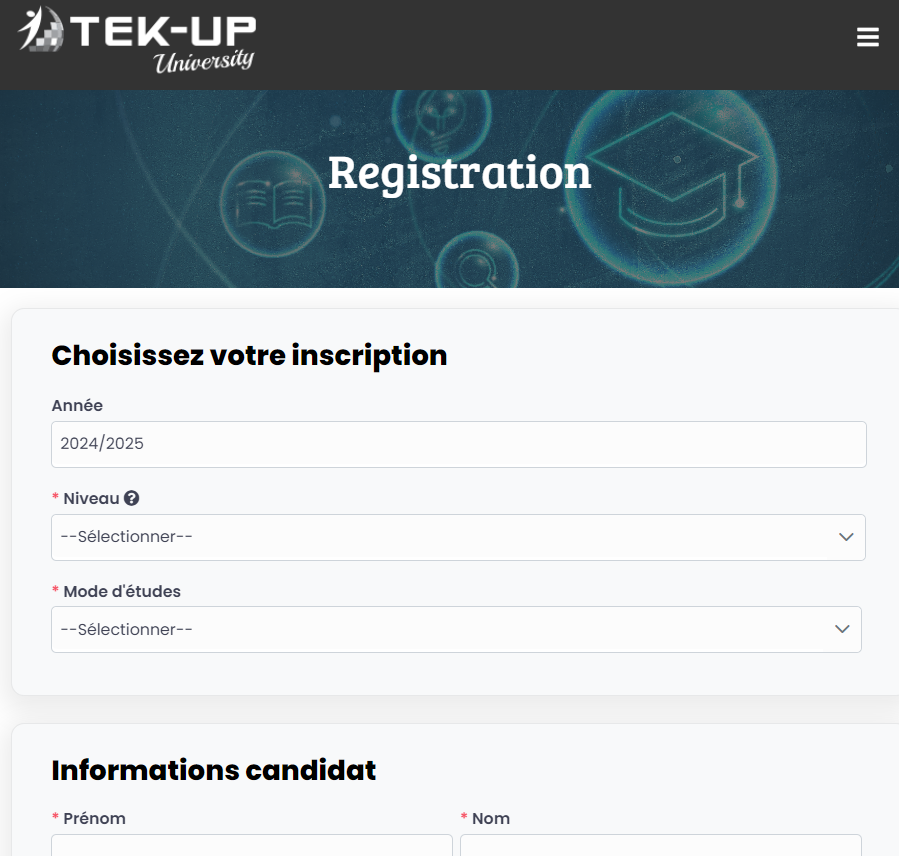 TEK-UP
University
Registration
Choisissez votre inscription
Année
2024/2025
* Niveau ?
--Sélectionner--
* Mode d'études
--Sélectionner--
Informations candidat
* Prénom * Nom